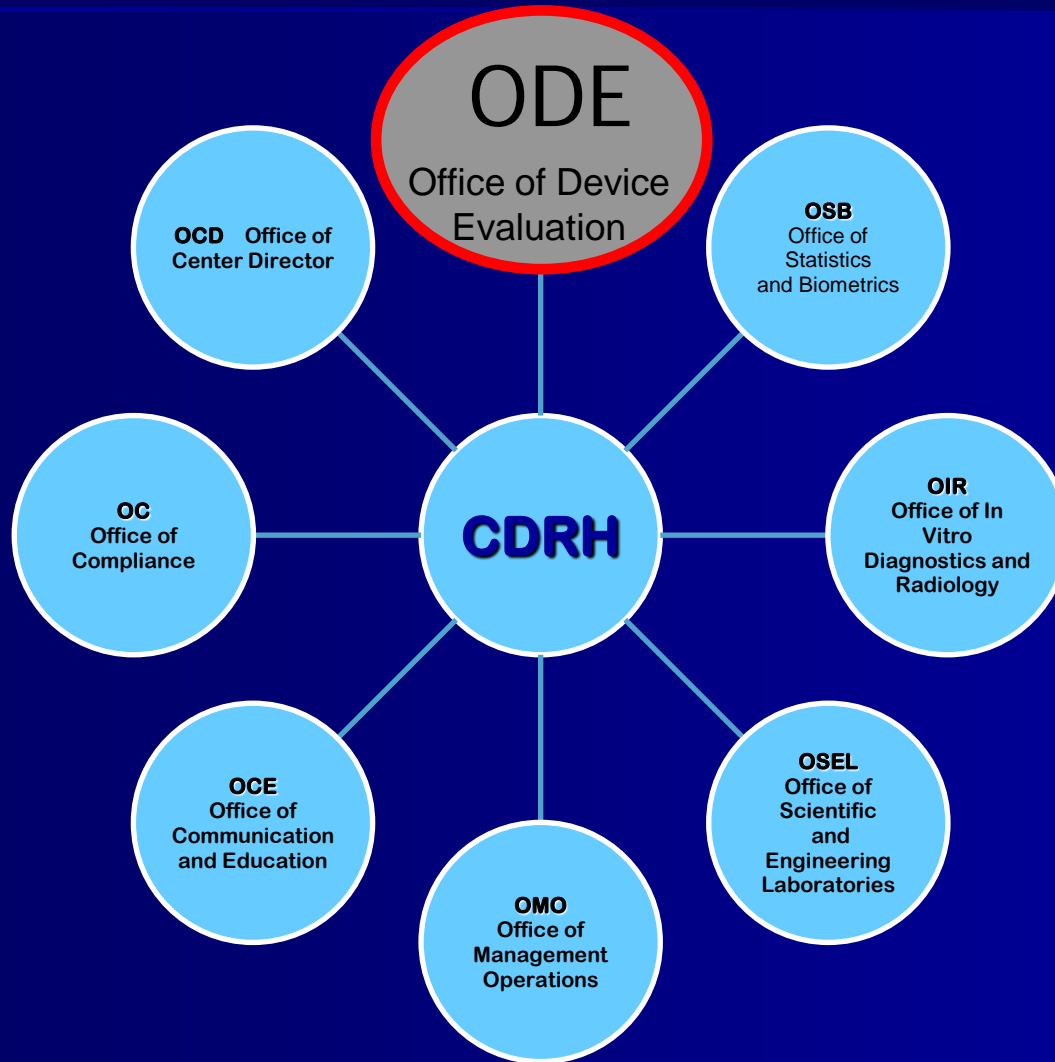 ODE
Office of Device
Evaluation
OSB
Office of
Statistics
and Biometrics
OIR
Office of In
Vitro
Diagnostics and
Radiology
OSEL
Office of
Scientific
and
Engineering
Laboratories
OMO
Office of
Management
Operations
OCE
Office of
Communication
and Education
OC
Office of
Compliance
OCD Office of
Center Director
CDRH